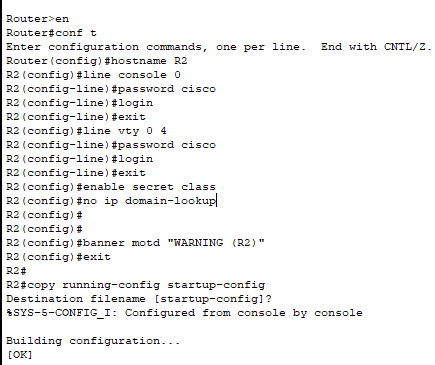 Router>en
Router#conf t
Enter configuration commands, one per line.  End with CNTL/Z.
Router(config)#hostname R2
R2(config)#line console 0
R2(config-line)#password cisco
R2(config-line)#login
R2(config-line)#exit
R2(config)#line vty 0 4
R2(config-line)#password cisco
R2(config-line)#login
R2(config-line)#exit
R2(config)#enable secret class
R2(config)#no ip domain-lookup
R2(config)#
R2(config)#
R2(config)#banner motd "WARNING (R2)"
R2(config)#exit
R2#
R2#copy running-config startup-config
Destination filename [startup-config]?
%SYS-5-CONFIG_I: Configured from console by console
Building configuration...
[OK]